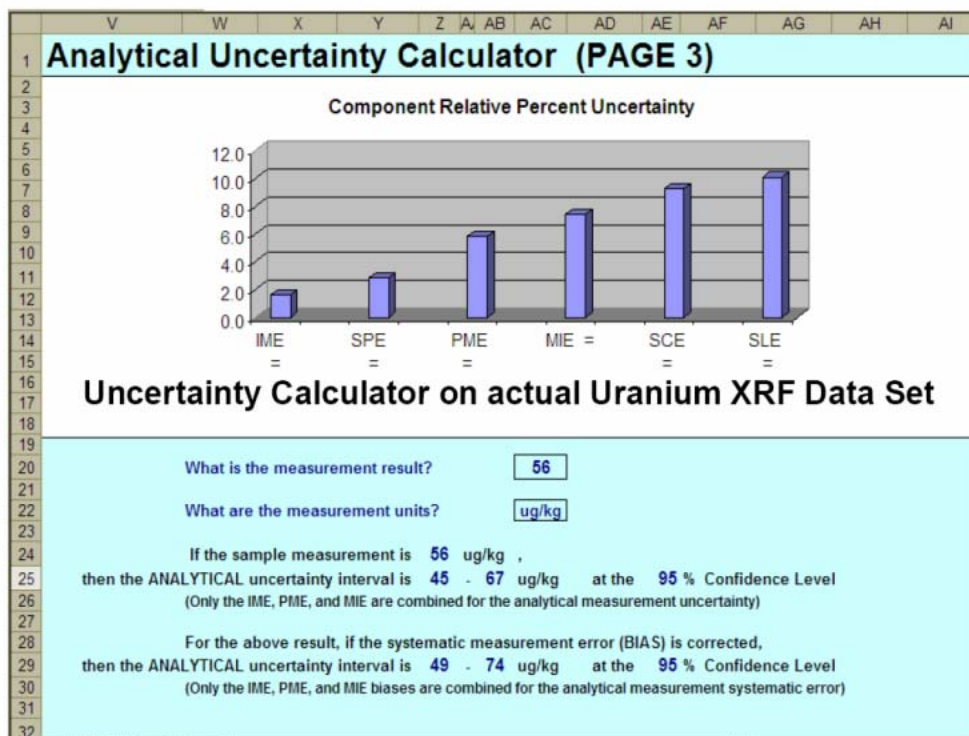 V W X Y Z AA AB AC AD AE AF AG AH AI
1 Analytical Uncertainty Calculator (PAGE 3)
2
3 Component Relative Percent Uncertainty
4
5 12.0
6 10.0
7
8 8.0
9 6.0
10
11 4.0
12 2.0
13 0.0
14 IME SPE PME MIE = SCE SLE
15 = = = = =
16 Uncertainty Calculator on actual Uranium XRF Data Set
17
18
19
20 What is the measurement result? 56
21
22 What are the measurement units? ug/kg
23
24 If the sample measurement is 56 ug/kg ,
25 then the ANALYTICAL uncertainty interval is 45 - 67 ug/kg at the 95 % Confidence Level
26 (Only the IME, PME, and MIE are combined for the analytical measurement uncertainty)
27
28 For the above result, if the systematic measurement error (BIAS) is corrected,
29 then the ANALYTICAL uncertainty interval is 49 - 74 ug/kg at the 95 % Confidence Level
30 (Only the IME, PME, and MIE biases are combined for the analytical measurement systematic error)
31
32